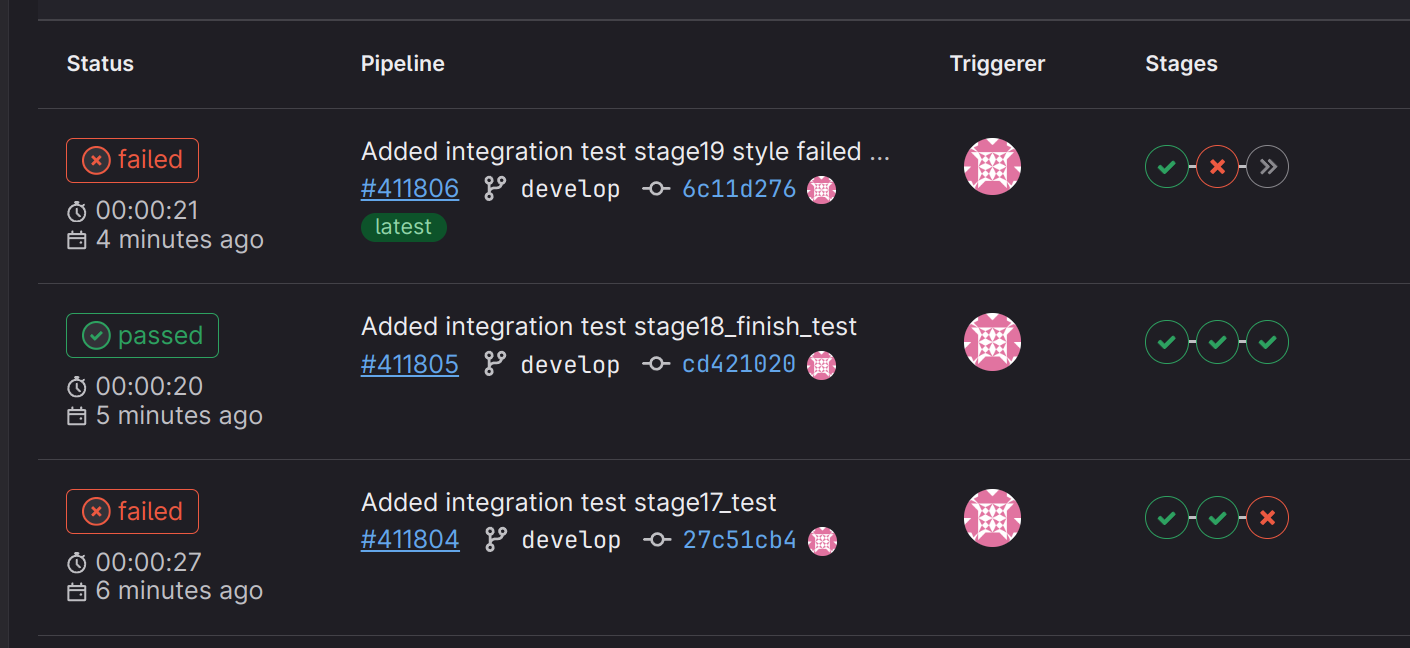 Status Pipeline Triggerer Stages
failed Added integration test stage19 style failed ...
#411806 develop 6c11d276
00:00:21
latest
4 minutes ago
passed Added integration test stage18_finish_test
#411805 develop cd421020
00:00:20
5 minutes ago
failed Added integration test stage17_test
#411804 develop 27c51cb4
00:00:27
6 minutes ago